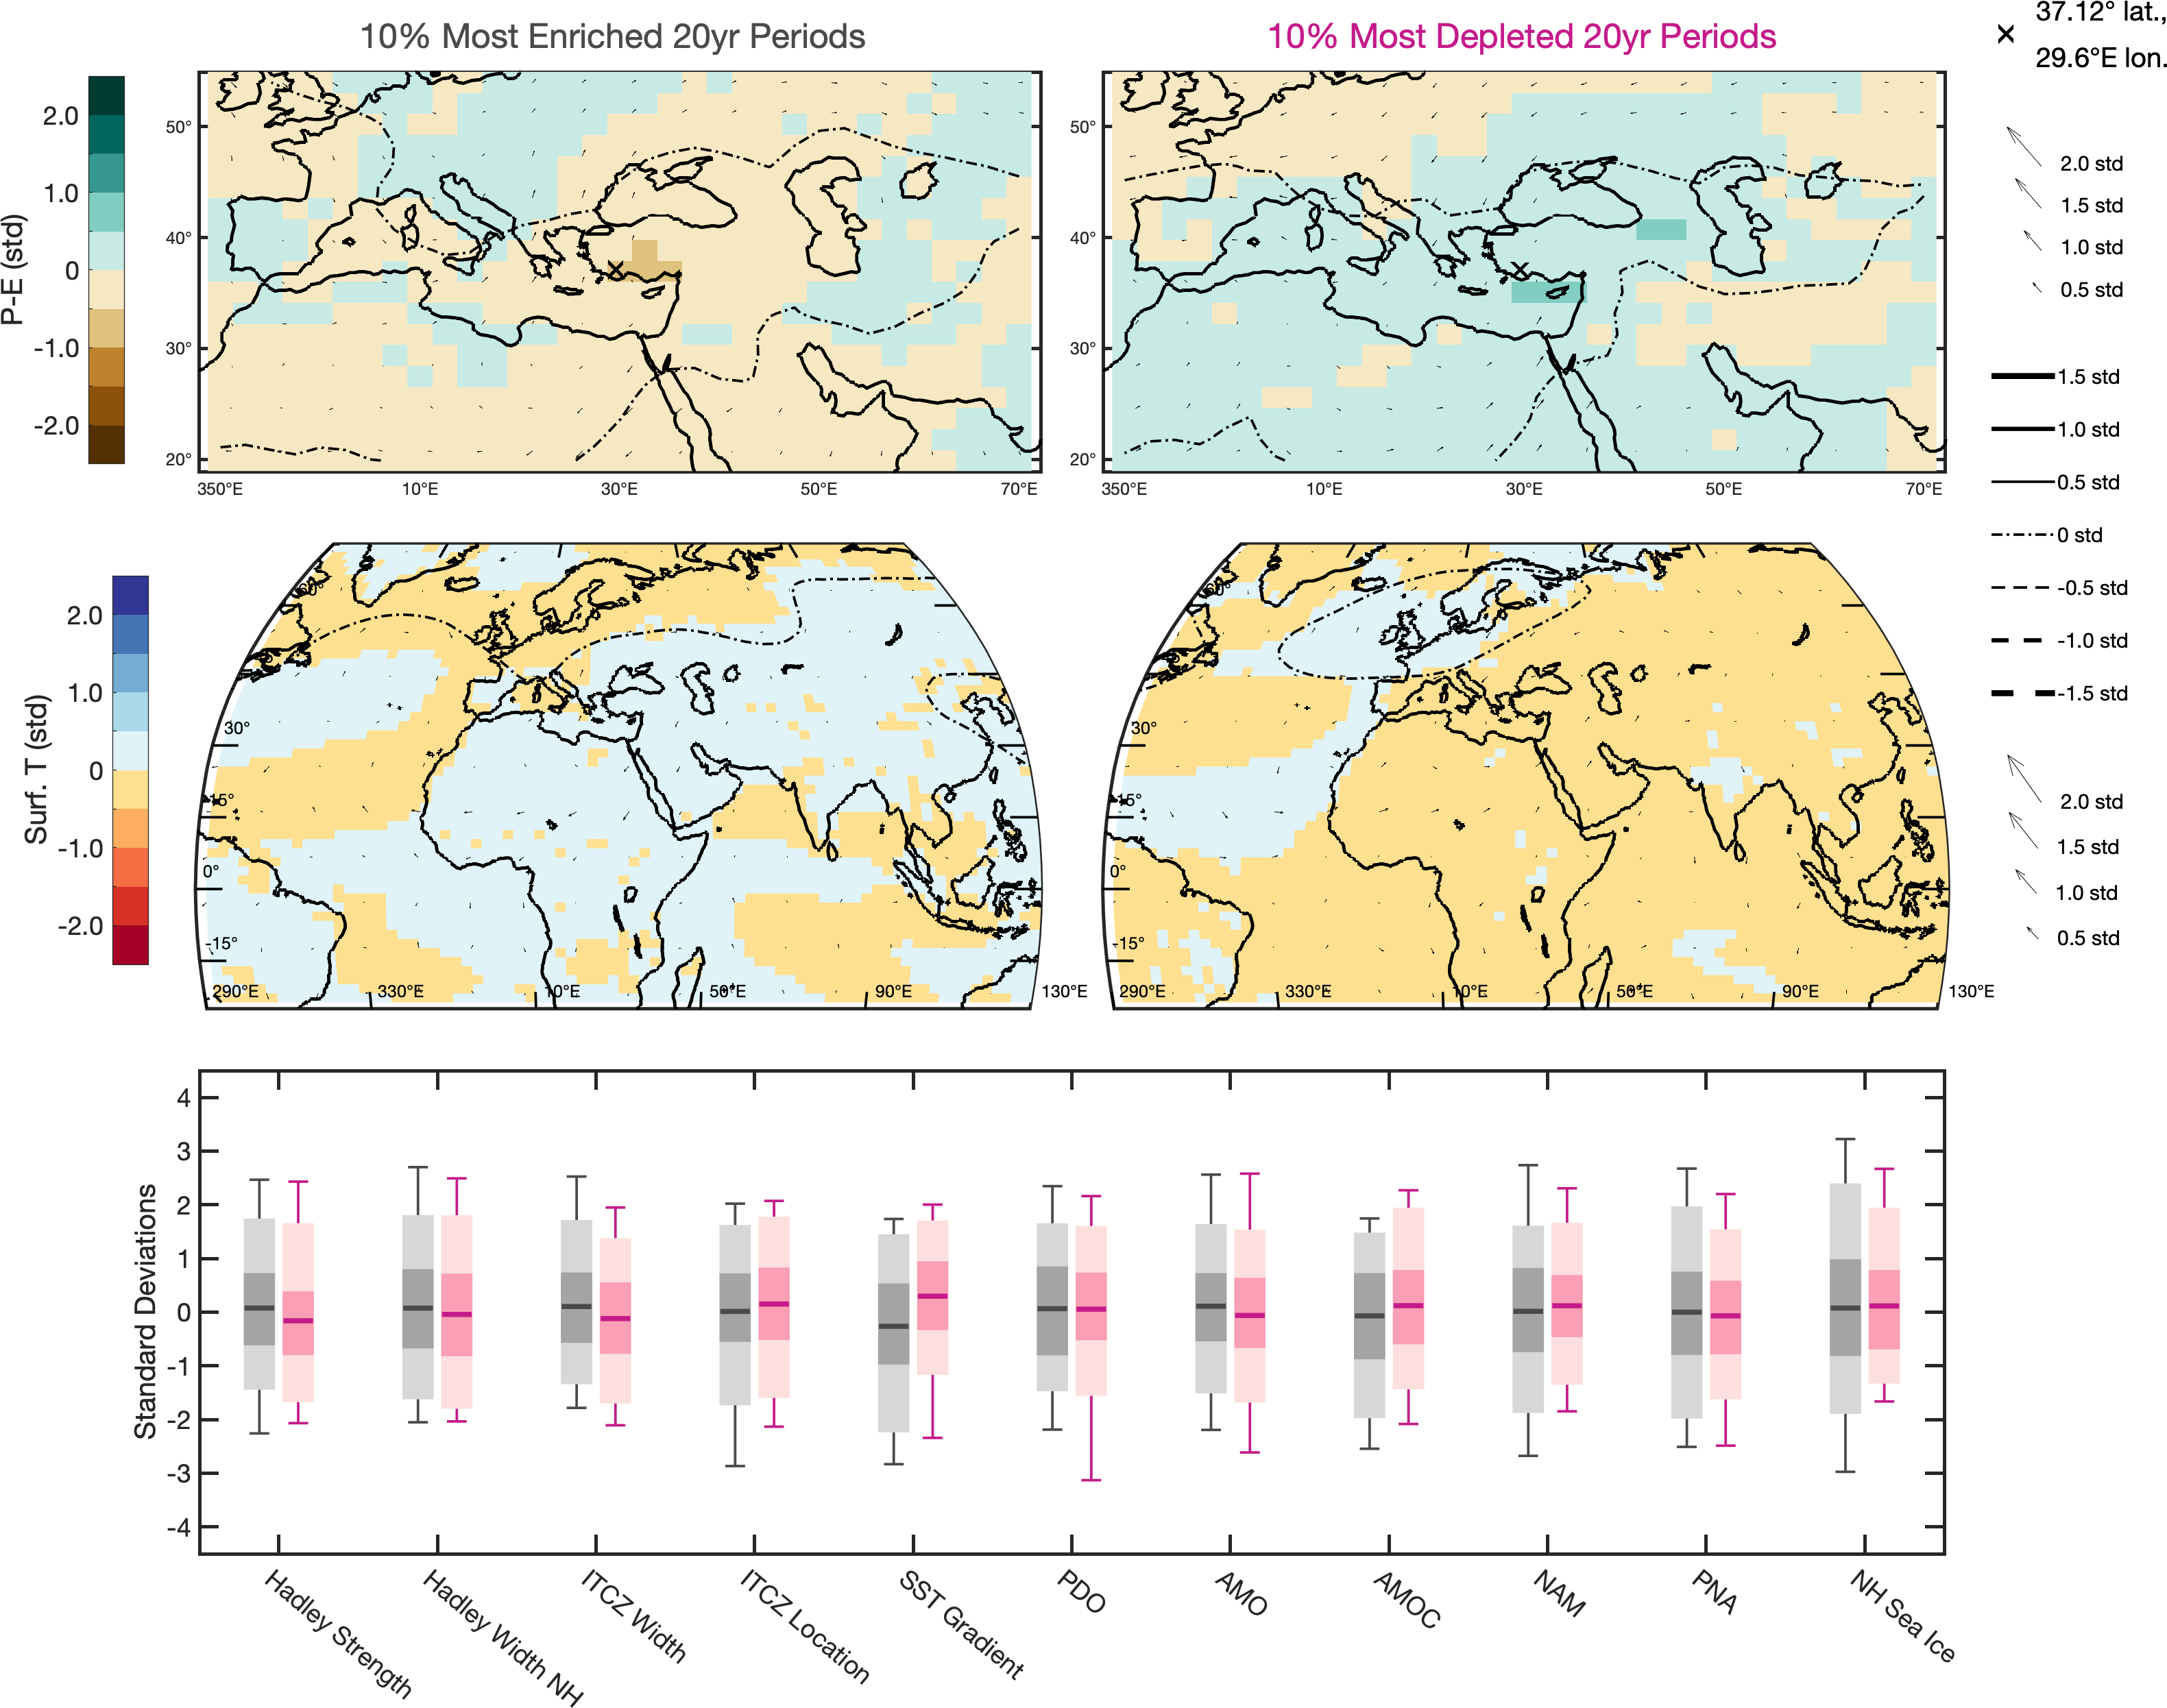 10% Most Enriched 20yr Periods
10% Most Depleted 20yr Periods
37.12° lat.,
29.6°E lon.
P-E (std)
2.0
1.0
0
-1.0
-2.0
50°
40°
30°
20°
350°E 10°E 30°E 50°E 70°E
50°
40°
30°
20°
350°E 10°E 30°E 50°E 70°E
2.0 std
1.5 std
1.0 std
0.5 std
1.5 std
1.0 std
0.5 std
0 std
-0.5 std
-1.0 std
-1.5 std
2.0 std
1.5 std
1.0 std
0.5 std
Surf. T (std)
2.0
1.0
0
-1.0
-2.0
60°
30°
15°
0°
-15°
290°E 330°E 10°E 50°E 90°E 130°E
60°
30°
15°
0°
-15°
290°E 330°E 10°E 50°E 90°E 130°E
Standard Deviations
4
3
2
1
0
-1
-2
-3
-4
Hadley Strength
Hadley Width NH
ITCZ Width
ITCZ Location
SST Gradient
PDO
AMO
AMOC
NAM
PNA
NH Sea Ice